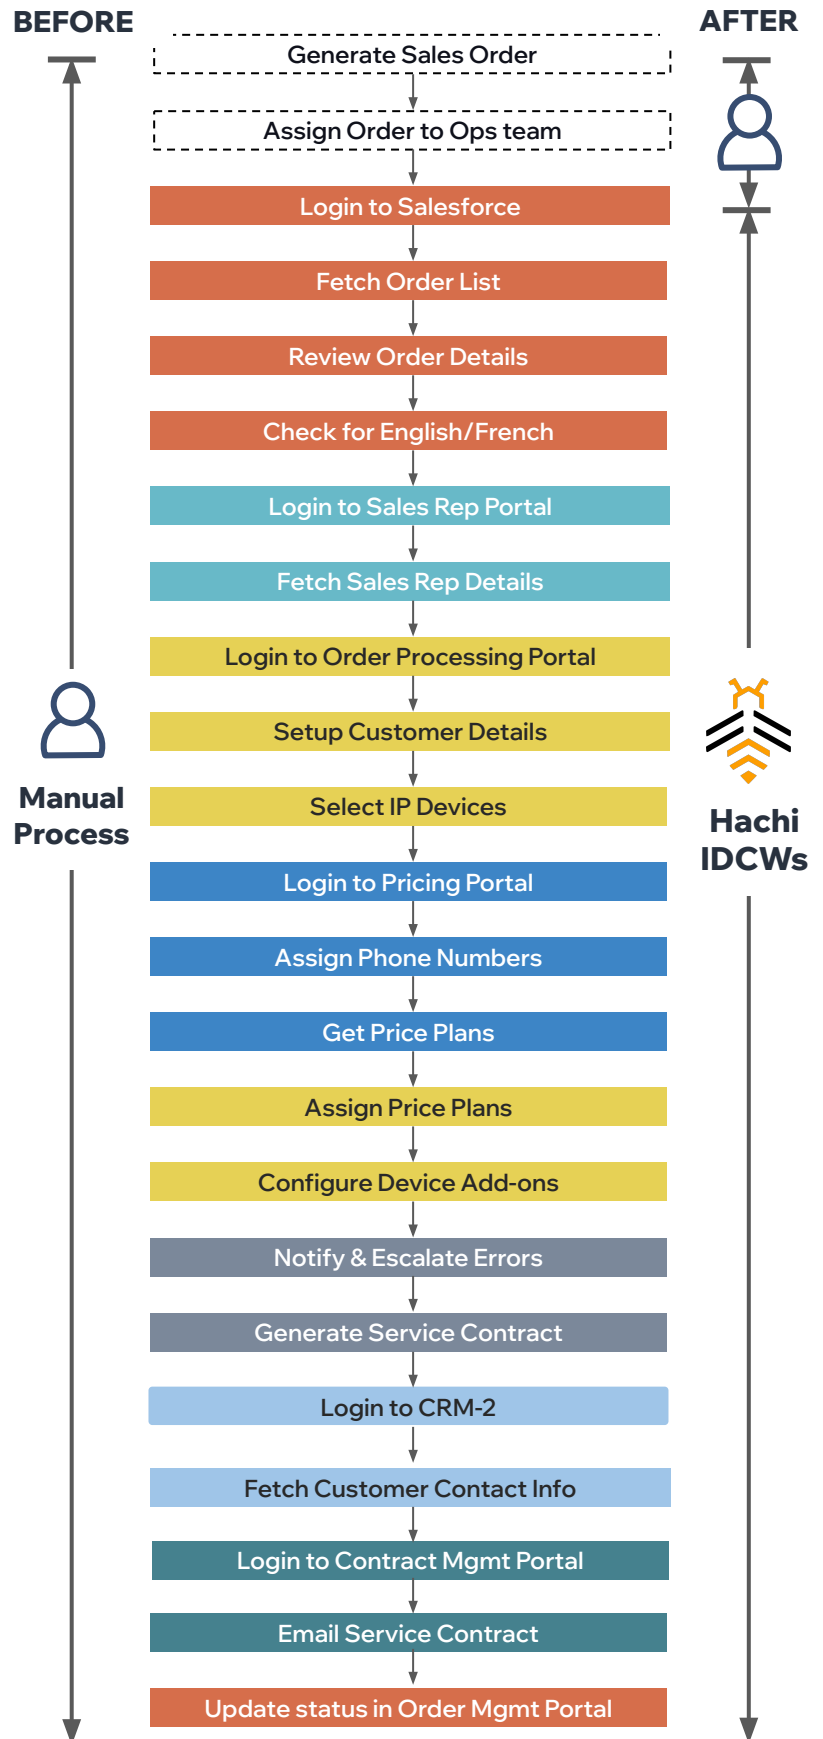 BEFORE
AFTER
Generate Sales Order
Assign Order to Ops team
Login to Salesforce
Fetch Order List
Review Order Details
Check for English/French
Login to Sales Rep Portal
Fetch Sales Rep Details
Login to Order Processing Portal
Setup Customer Details
Select IP Devices
Manual
Process
Hachi
IDCWs
Login to Pricing Portal
Assign Phone Numbers
Get Price Plans
Assign Price Plans
Configure Device Add-ons
Notify & Escalate Errors
Generate Service Contract
Login to CRM-2
Fetch Customer Contact Info
Login to Contract Mgmt Portal
Email Service Contract
Update status in Order Mgmt Portal